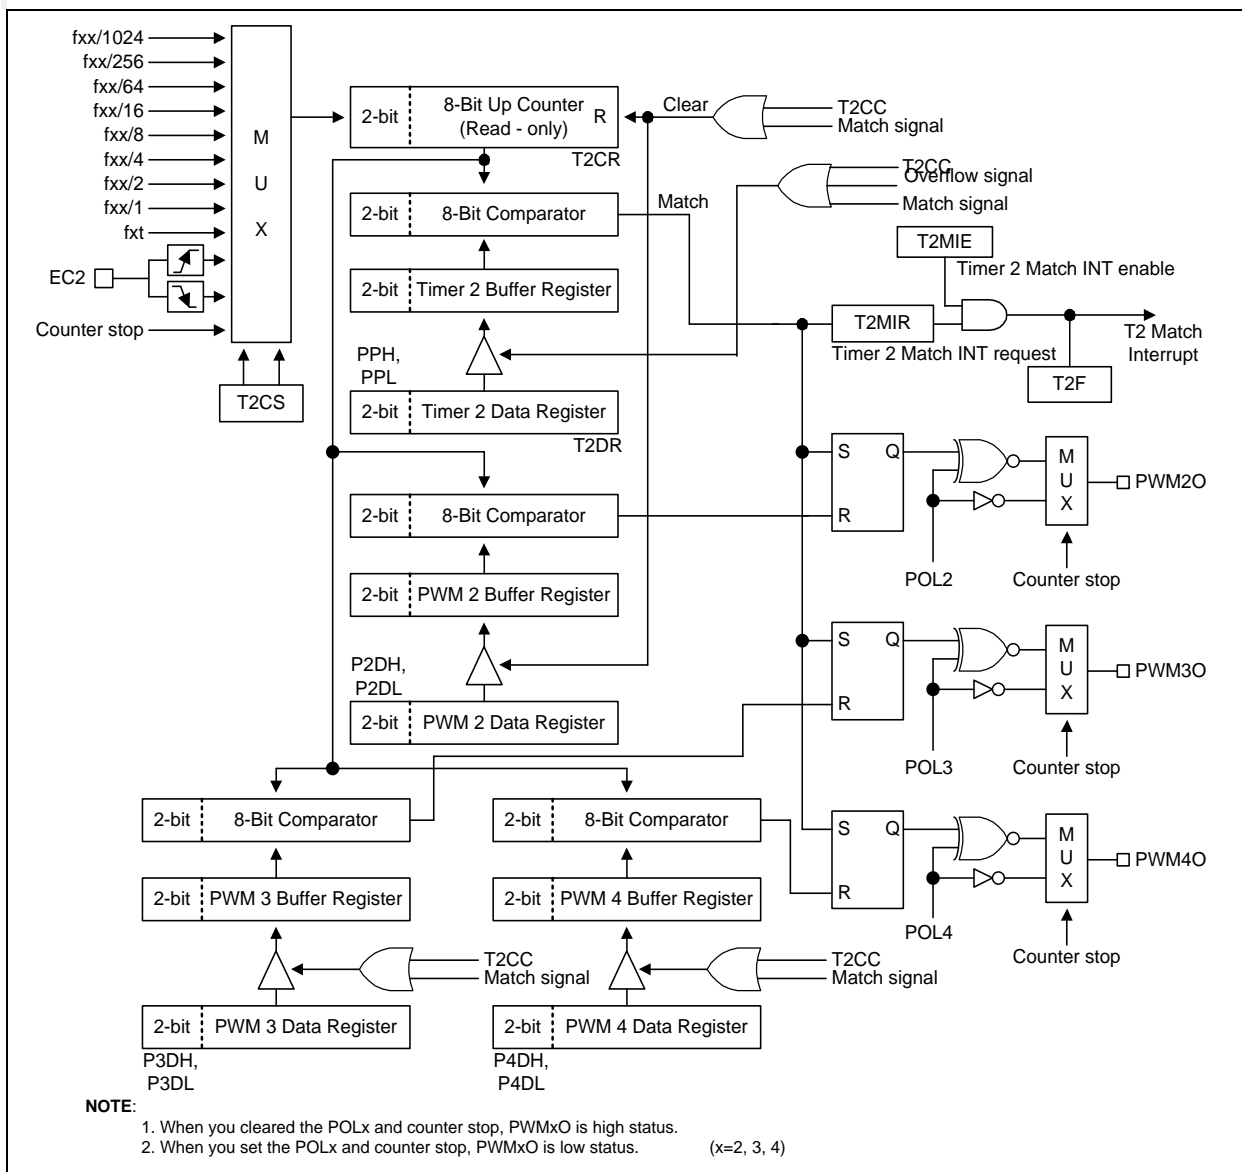 fxx/1024
fxx/256
fxx/64
fxx/16
fxx/8
fxx/4
fxx/2
fxx/1
fxt
EC2
Counter stop
M
U
X
T2CS
2-bit 8-Bit Up Counter R
(Read - only)
T2CR
Clear
T2CC
Match signal
T2CC
Overflow signal
Match signal
2-bit 8-Bit Comparator
Match
2-bit Timer 2 Buffer Register
PPH,
PPL
2-bit Timer 2 Data Register
T2DR
T2MIE
Timer 2 Match INT enable
T2MIR
Timer 2 Match INT request
T2 Match
Interrupt
T2F
2-bit 8-Bit Comparator
2-bit PWM 2 Buffer Register
P2DH,
P2DL
2-bit PWM 2 Data Register
S Q
R
M
U
X
PWM2O
POL2
Counter stop
S Q
R
M
U
X
PWM3O
POL3
Counter stop
2-bit 8-Bit Comparator
2-bit PWM 3 Buffer Register
T2CC
Match signal
2-bit PWM 3 Data Register
P3DH,
P3DL
2-bit 8-Bit Comparator
2-bit PWM 4 Buffer Register
T2CC
Match signal
2-bit PWM 4 Data Register
P4DH,
P4DL
S Q
R
M
U
X
PWM4O
POL4
Counter stop
NOTE:
1. When you cleared the POLx and counter stop, PWMxO is high status.
2. When you set the POLx and counter stop, PWMxO is low status. (x=2, 3, 4)